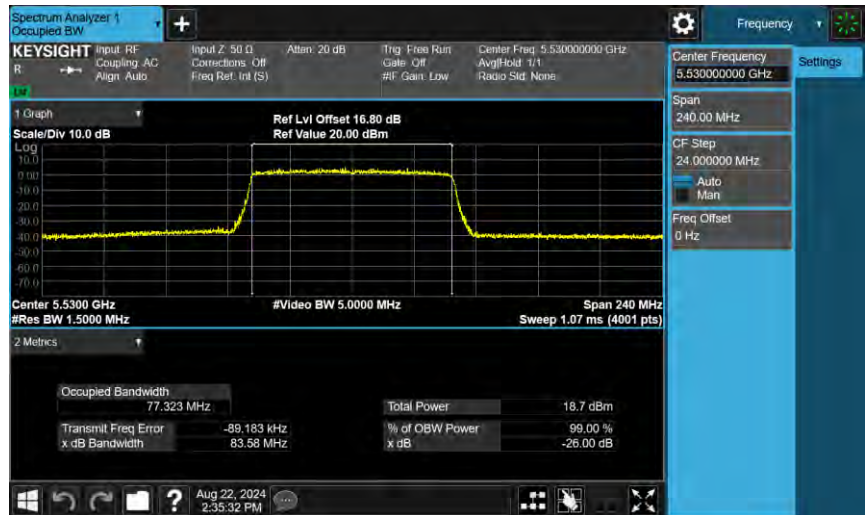 Spectrum Analyzer 1
Occupied BW
Frequency
KEYSIGHT
R
Input: RF
Coupling: AC
Align: Auto
Input Z: 50 Ω
Corrections: Off
Freq Ref: Int (S)
Atten: 20 dB
Trig: Free Run
Gate: Off
#IF Gain: Low
Center Freq: 5.530000000 GHz
Avg|Hold: 1/1
Radio Std: None
Center Frequency
5.530000000 GHz
Settings
Span
240.00 MHz
CF Step
24.000000 MHz
Auto
Man
Freq Offset
0 Hz
1 Graph
Scale/Div 10.0 dB
Ref Lvl Offset 16.80 dB
Ref Value 20.00 dBm
Log
10.0
0.00
-10.0
-20.0
-30.0
-40.0
-50.0
-60.0
-70.0
Center 5.5300 GHz
#Res BW 1.5000 MHz
#Video BW 5.0000 MHz
Span 240 MHz
Sweep 1.07 ms (4001 pts)
2 Metrics
Occupied Bandwidth
77.323 MHz
Total Power 18.7 dBm
Transmit Freq Error -89.183 kHz
% of OBW Power 99.00 %
x dB Bandwidth 83.58 MHz
x dB -26.00 dB
?
Aug 22, 2024
2:35:32 PM